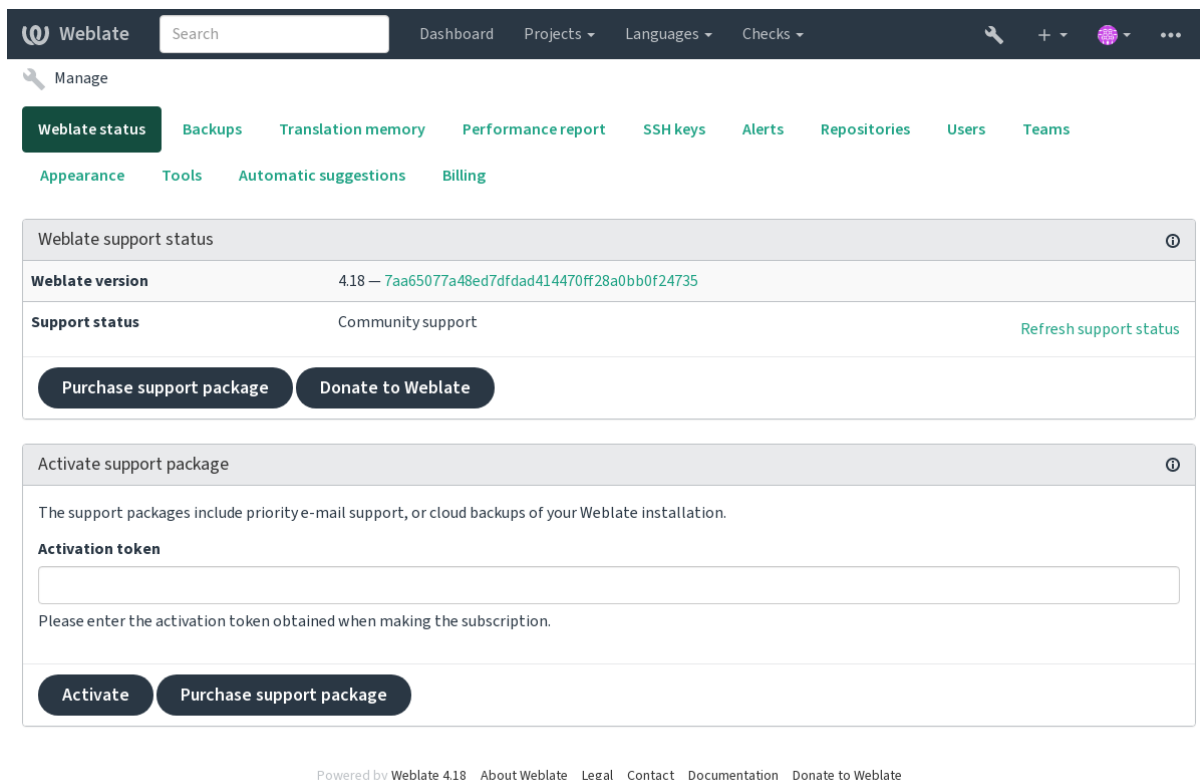 Weblate Search Dashboard Projects Languages Checks
Manage
Weblate status Backups Translation memory Performance report SSH keys Alerts Repositories Users Teams
Appearance Tools Automatic suggestions Billing
Weblate support status
Weblate version 4.18 — 7aa65077a48ed7dfdad414470ff28a0bb0f24735
Support status Community support Refresh support status
Purchase support package Donate to Weblate
Activate support package
The support packages include priority e-mail support, or cloud backups of your Weblate installation.
Activation token
Please enter the activation token obtained when making the subscription.
Activate Purchase support package
Powered by Weblate 4.18 About Weblate Legal Contact Documentation Donate to Weblate